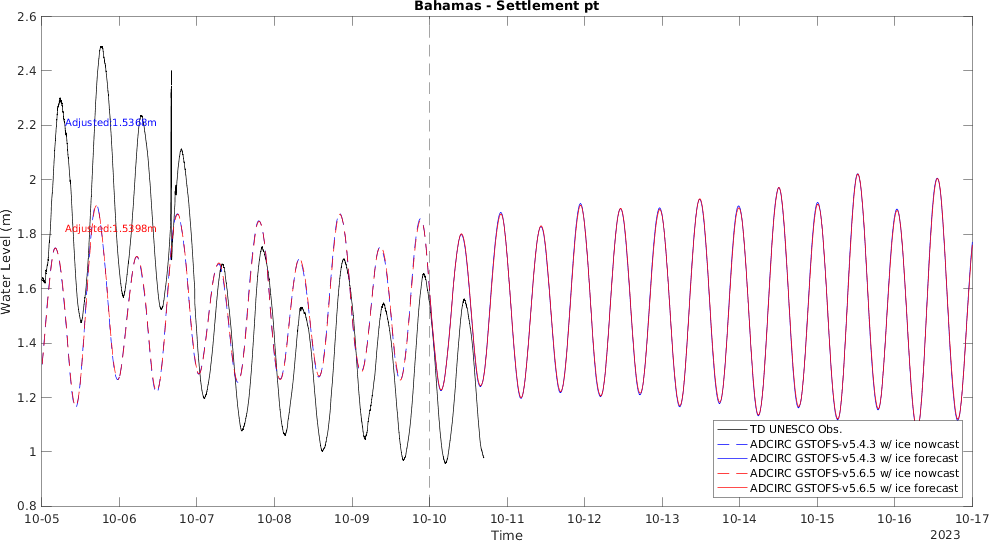 Bahamas - Settlement pt
2.6
2.4
2.2
2
1.8
1.6
1.4
1.2
1
0.8
Water Level (m)
Adjusted:1.5368m
Adjusted:1.5398m
TD UNESCO Obs.
ADCIRC GSTOFS-v5.4.3 w/ ice nowcast
ADCIRC GSTOFS-v5.4.3 w/ ice forecast
ADCIRC GSTOFS-v5.6.5 w/ ice nowcast
ADCIRC GSTOFS-v5.6.5 w/ ice forecast
10-05 10-06 10-07 10-08 10-09 10-10 10-11 10-12 10-13 10-14 10-15 10-16 10-17
Time
2023